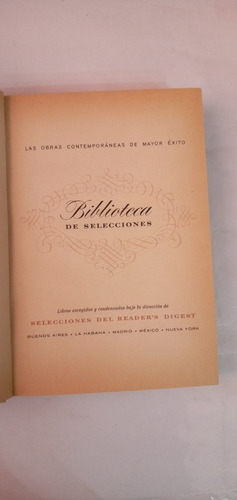 LAS OBRAS CONTEMPORÁNEAS DE MAYOR ÉXITO
Biblioteca
DE SELECCIONES
Libros escogidos y condensados bajo la dirección de
SELECCIONES DEL READER'S DIGEST
BUENOS AIRES • LA HABANA • MADRID • MÉXICO • NUEVA YORK